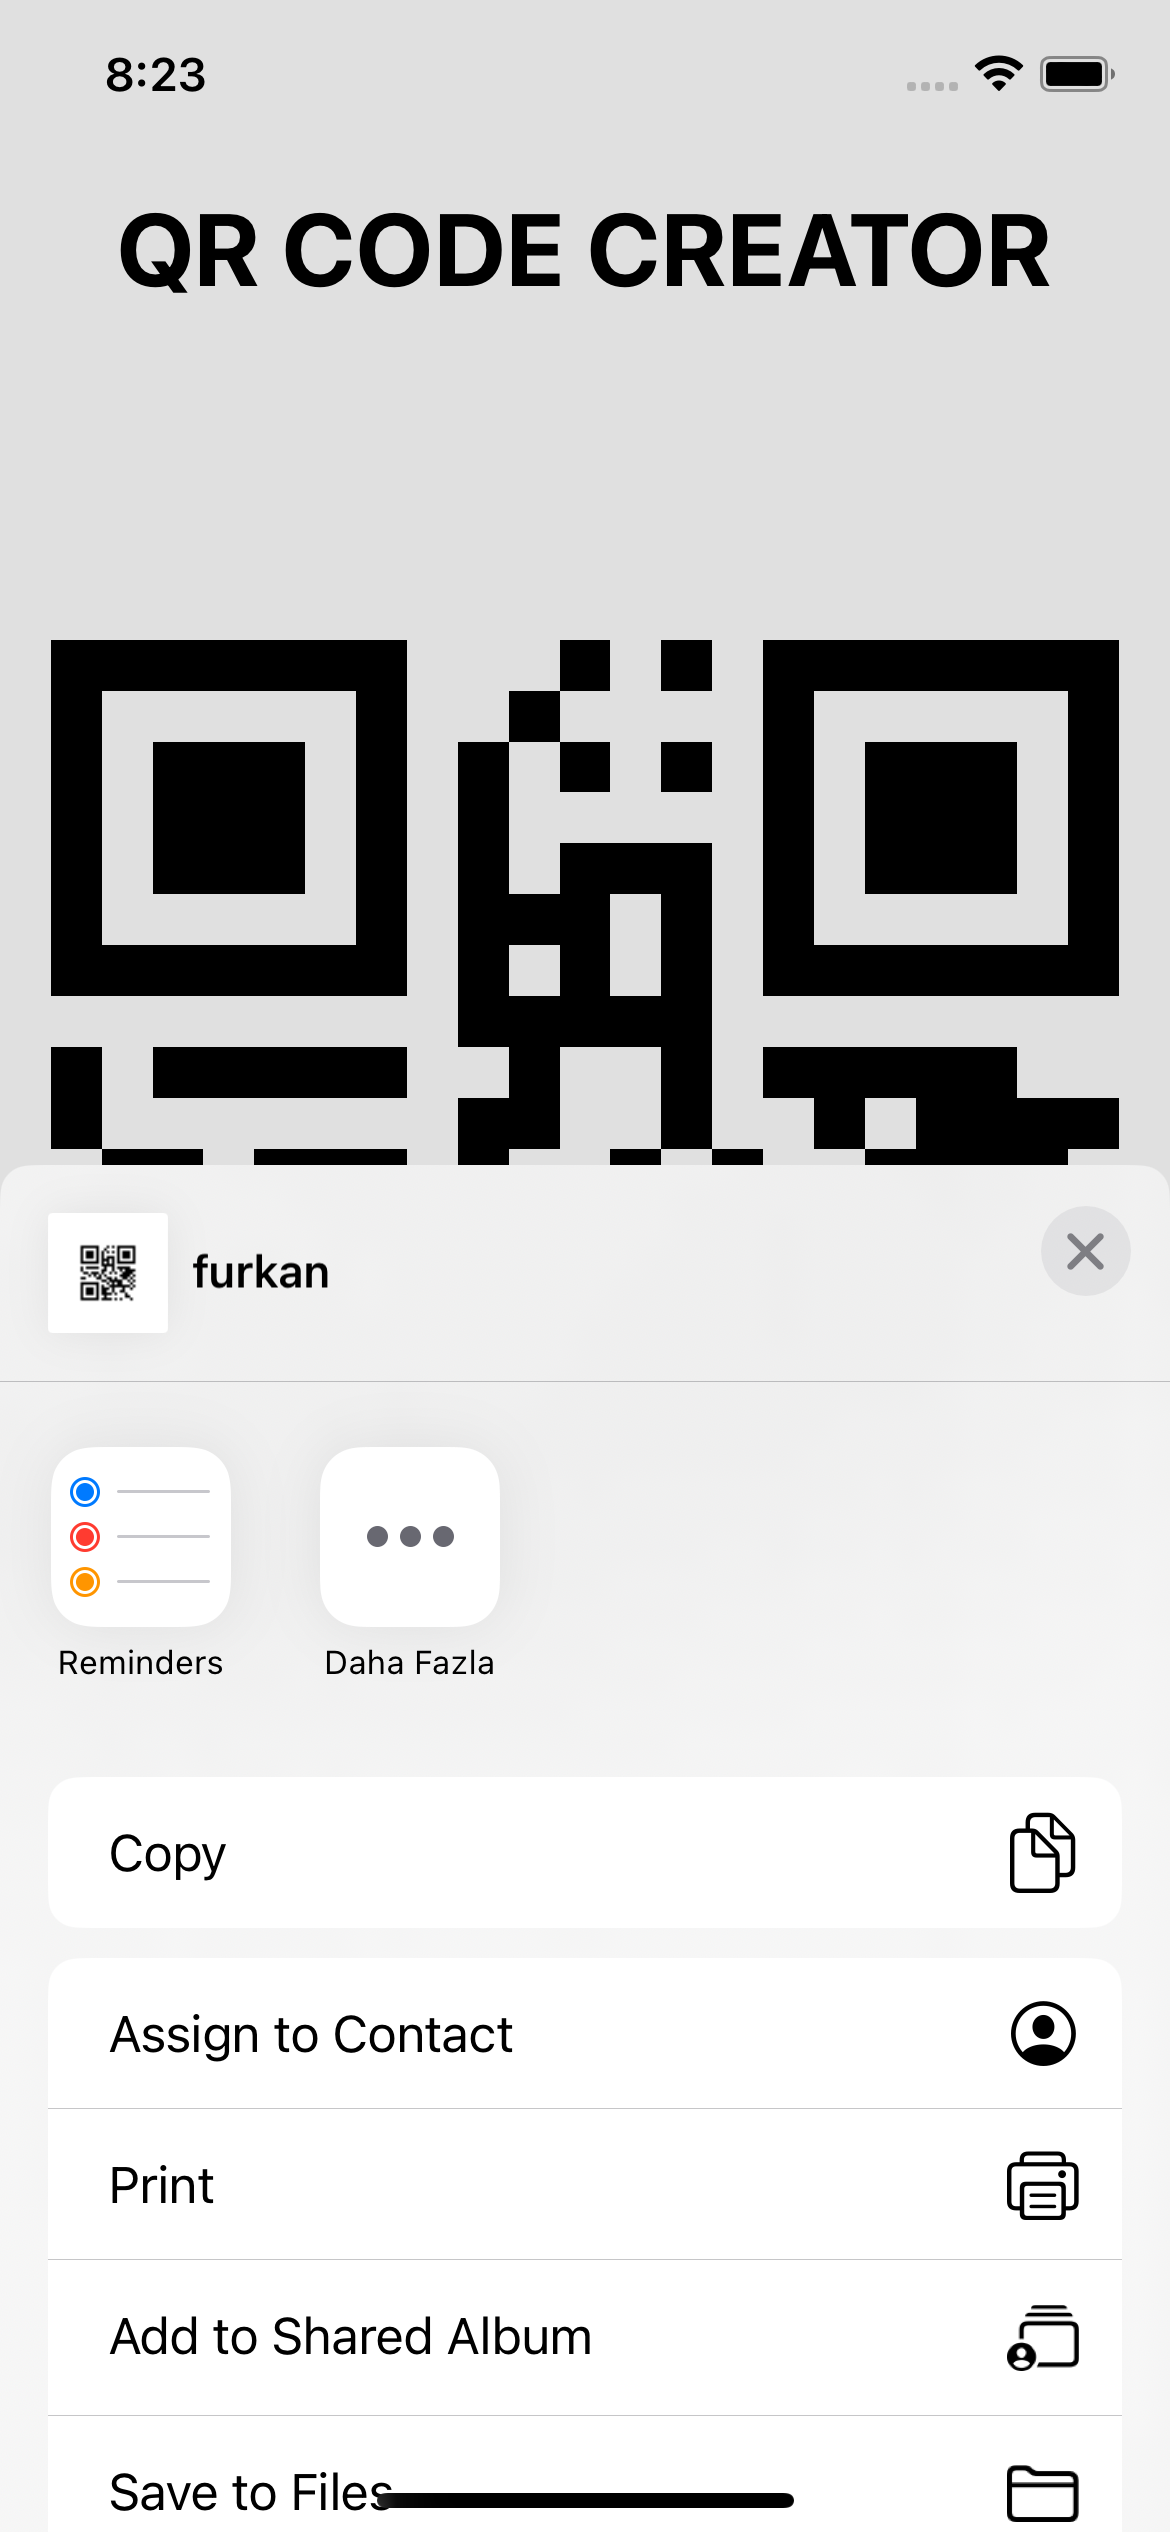 8:23
QR CODE CREATOR
furkan
Reminders
Daha Fazla
Copy
Assign to Contact
Print
Add to Shared Album
Save to Files